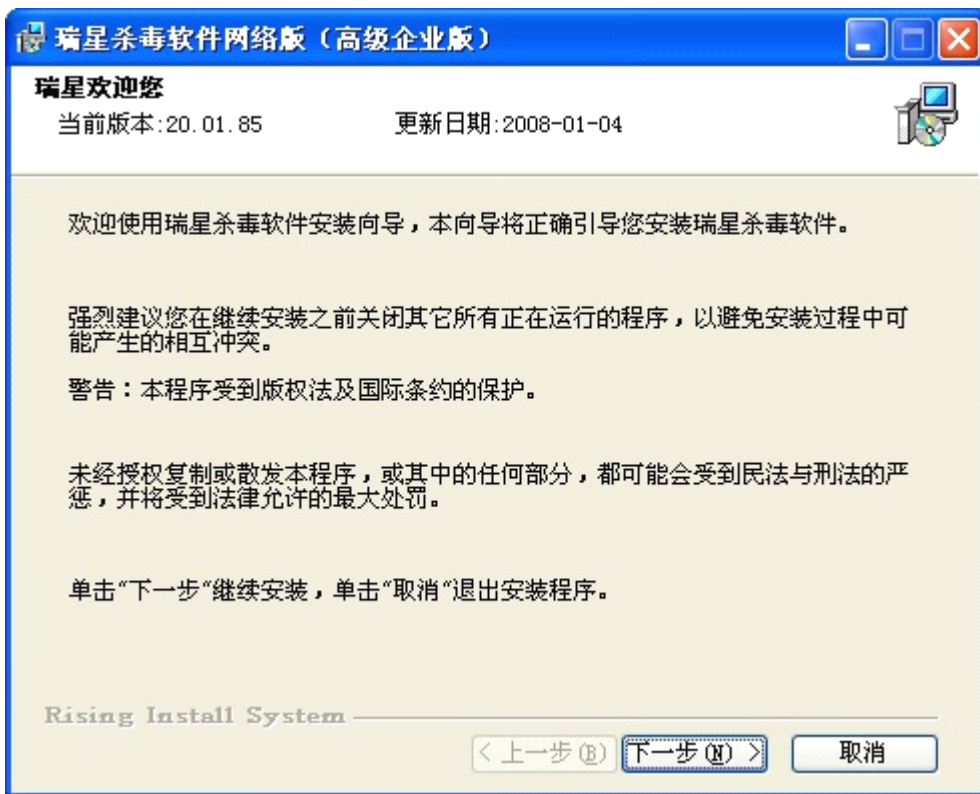 瑞星杀毒软件网络版（高级企业版）
瑞星欢迎您
当前版本:20.01.85 更新日期:2008-01-04
欢迎使用瑞星杀毒软件安装向导，本向导将正确引导您安装瑞星杀毒软件。
强烈建议您在继续安装之前关闭其它所有正在运行的程序，以避免安装过程中可
能产生的相互冲突。
警告：本程序受到版权法及国际条约的保护。
未经授权复制或散发本程序，或其中的任何部分，都可能会受到民法与刑法的严
惩，并将受到法律允许的最大处罚。
单击“下一步“继续安装，单击“取消“退出安装程序。
Rising Install System
< 上一步(B) 下一步(N) > 取消